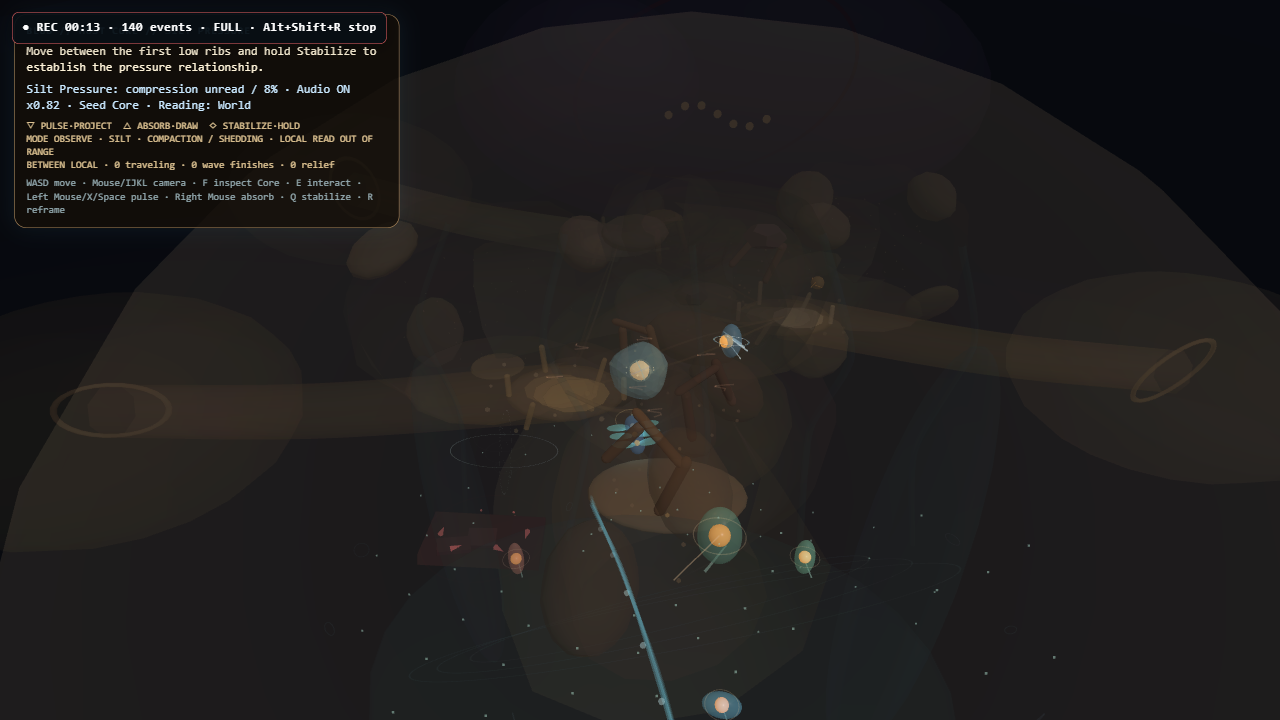 ● REC 00:13 · 140 events · FULL · Alt+Shift+R stop
Move between the first low ribs and hold Stabilize to
establish the pressure relationship.
Silt Pressure: compression unread / 8% · Audio ON
x0.82 · Seed Core · Reading: World
▽ PULSE·PROJECT △ ABSORB·DRAW ◇ STABILIZE·HOLD
MODE OBSERVE · SILT · COMPACTION / SHEDDING · LOCAL READ OUT OF
RANGE
BETWEEN LOCAL · 0 traveling · 0 wave finishes · 0 relief
WASD move · Mouse/IJKL camera · F inspect Core · E interact ·
Left Mouse/X/Space pulse · Right Mouse absorb · Q stabilize · R
reframe